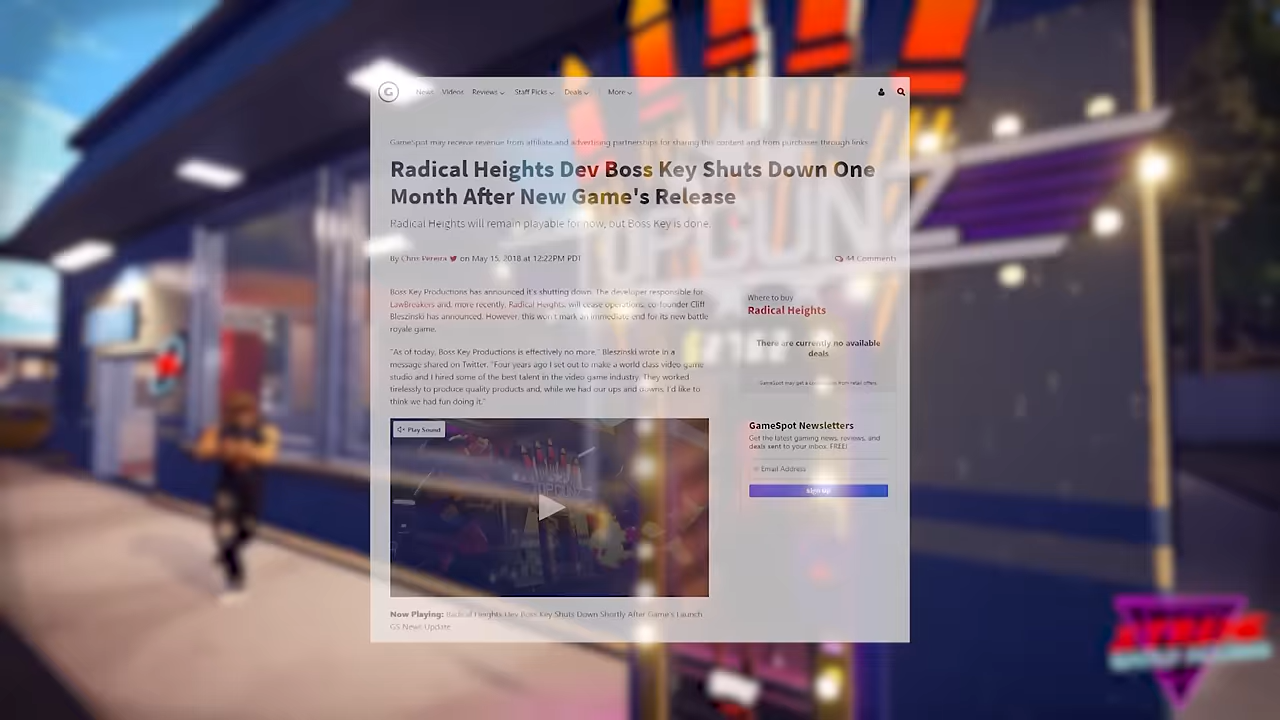 G
News Videos Reviews Staff Picks Deals More
GameSpot may receive revenue from affiliate and advertising partnerships for sharing this content and from purchases through links
Radical Heights Dev Boss Key Shuts Down One
Month After New Game's Release
Radical Heights will remain playable for now, but Boss Key is done.
By Chris Pereira on May 15, 2018 at 12:22PM PDT
44 Comments
Boss Key Productions has announced it's shutting down. The developer responsible for
LawBreakers and, more recently, Radical Heights, will cease operations, co-founder Cliff
Bleszinski has announced. However, this won't mark an immediate end for its new battle
royale game.
"As of today, Boss Key Productions is effectively no more," Bleszinski wrote in a
message shared on Twitter. "Four years ago I set out to make a world class video game
studio and I hired some of the best talent in the video game industry. They worked
tirelessly to produce quality products and, while we had our ups and downs, I'd like to
think we had fun doing it."
Play Sound
Now Playing: Radical Heights Dev Boss Key Shuts Down Shortly After Game's Launch
GS News Update
Where to buy
Radical Heights
There are currently no available
deals
GameSpot may get a commission from retail offers.
GameSpot Newsletters
Get the latest gaming news, reviews, and
deals sent to your inbox, FREE!
Email Address
Sign up
UPGUNZ